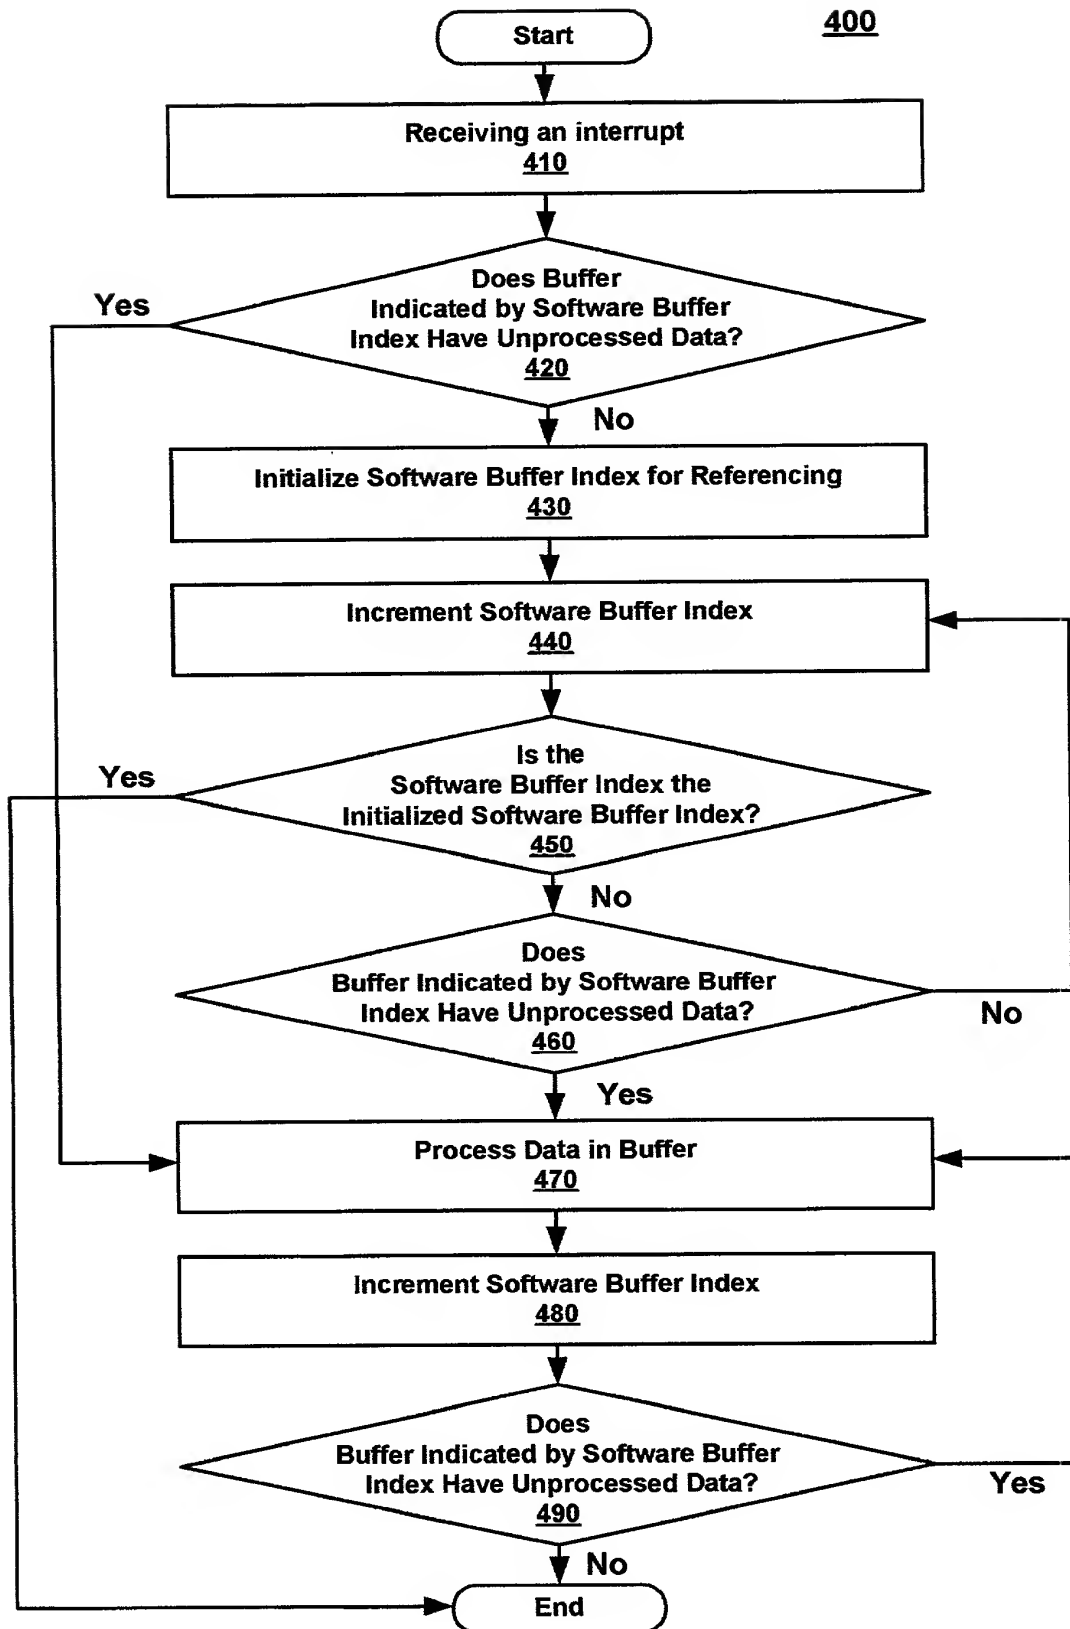 400
Start
Receiving an interrupt
410
Does Buffer
Indicated by Software Buffer
Index Have Unprocessed Data?
420
Yes
No
Initialize Software Buffer Index for Referencing
430
Increment Software Buffer Index
440
Is the
Software Buffer Index the
Initialized Software Buffer Index?
450
Yes
No
Does
Buffer Indicated by Software Buffer
Index Have Unprocessed Data?
460
No
Yes
Process Data in Buffer
470
Increment Software Buffer Index
480
Does
Buffer Indicated by Software Buffer
Index Have Unprocessed Data?
490
Yes
No
End